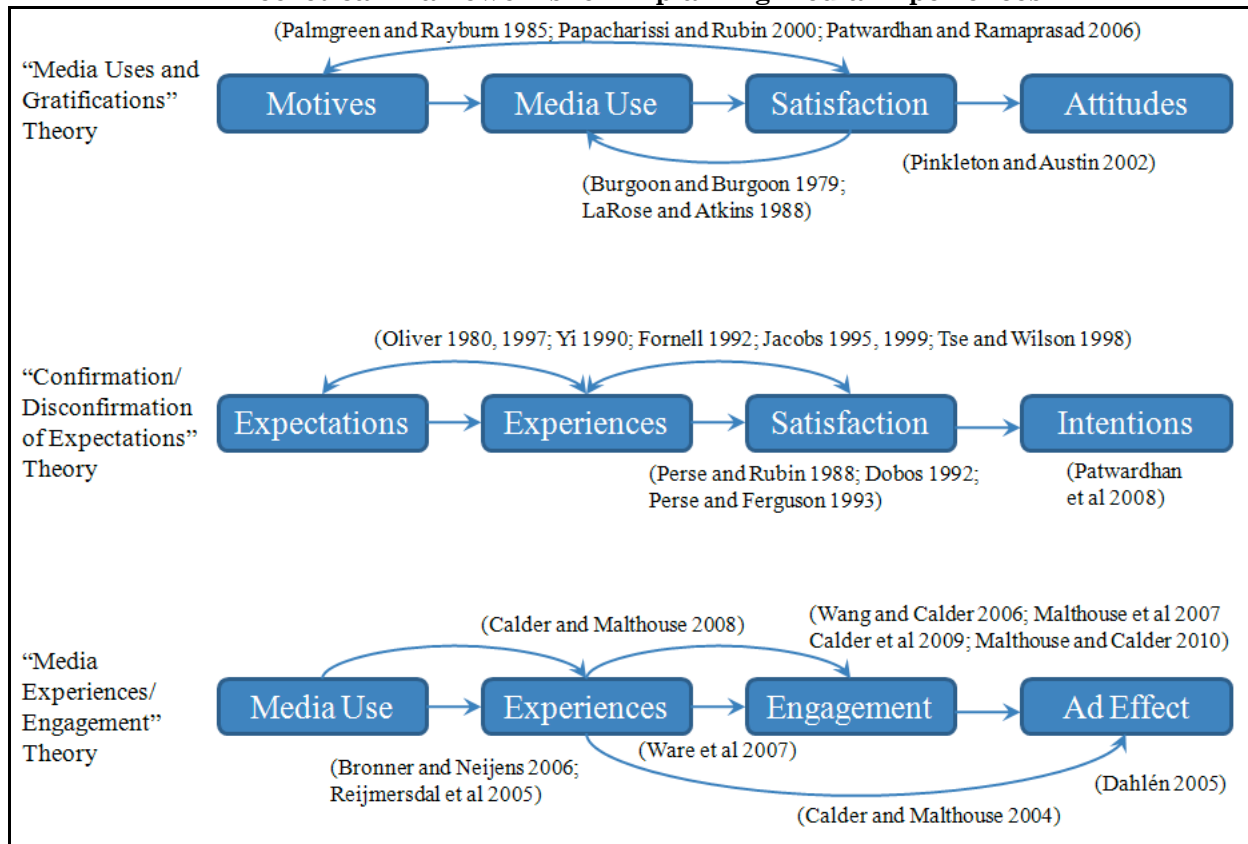 (Palmgreen and Rayburn 1985; Papacharissi and Rubin 2000; Patwardhan and Ramaprasad 2006)
“Media Uses and
Gratifications”
Theory
Motives
Media Use
Satisfaction
Attitudes
(Pinkleton and Austin 2002)
(Burgoon and Burgoon 1979;
LaRose and Atkins 1988)
(Oliver 1980, 1997; Yi 1990; Fornell 1992; Jacobs 1995, 1999; Tse and Wilson 1998)
“Confirmation/
Disconfirmation
of Expectations”
Theory
Expectations
Experiences
Satisfaction
Intentions
(Perse and Rubin 1988; Dobos 1992;
Perse and Ferguson 1993)
(Patwardhan
et al 2008)
(Wang and Calder 2006; Malthouse et al 2007
Calder et al 2009; Malthouse and Calder 2010)
(Calder and Malthouse 2008)
“Media
Experiences/
Engagement”
Theory
Media Use
Experiences
Engagement
Ad Effect
(Ware et al 2007)
(Bronner and Neijens 2006;
Reijmersdal et al 2005)
(Dahlén 2005)
(Calder and Malthouse 2004)